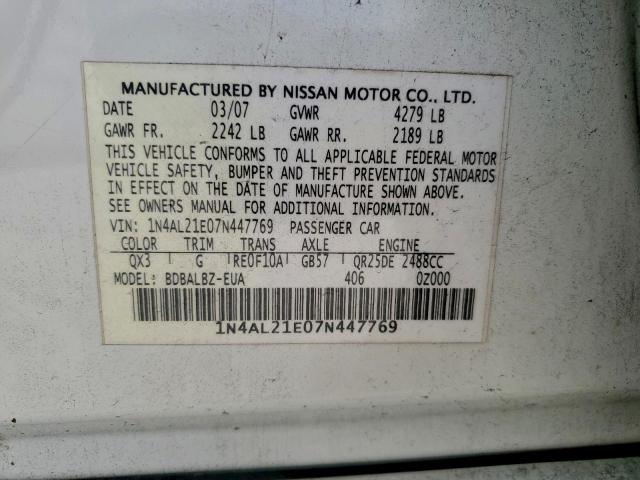 MANUFACTURED BY NISSAN MOTOR CO., LTD.
DATE 03/07 GVWR 4279 LB
GAWR FR. 2242 LB GAWR RR. 2189 LB
THIS VEHICLE CONFORMS TO ALL APPLICABLE FEDERAL MOTOR
VEHICLE SAFETY, BUMPER AND THEFT PREVENTION STANDARDS
IN EFFECT ON THE DATE OF MANUFACTURE SHOWN ABOVE.
SEE OWNERS MANUAL FOR ADDITIONAL INFORMATION.
VIN: 1N4AL21E07N447769 PASSENGER CAR
COLOR TRIM TRANS AXLE ENGINE
QX3 G RE0F10A GB57 QR25DE 2488CC
MODEL: BDBALBZ-EUA 406 0Z000
1N4AL21E07N447769